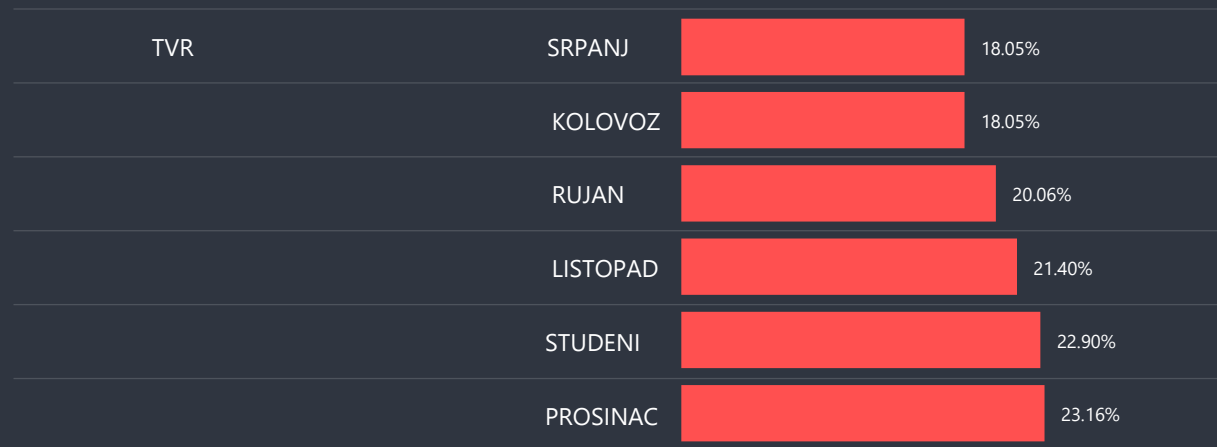 TVR SRPANJ 18.05%
KOLOVOZ 18.05%
RUJAN 20.06%
LISTOPAD 21.40%
STUDENI 22.90%
PROSINAC 23.16%